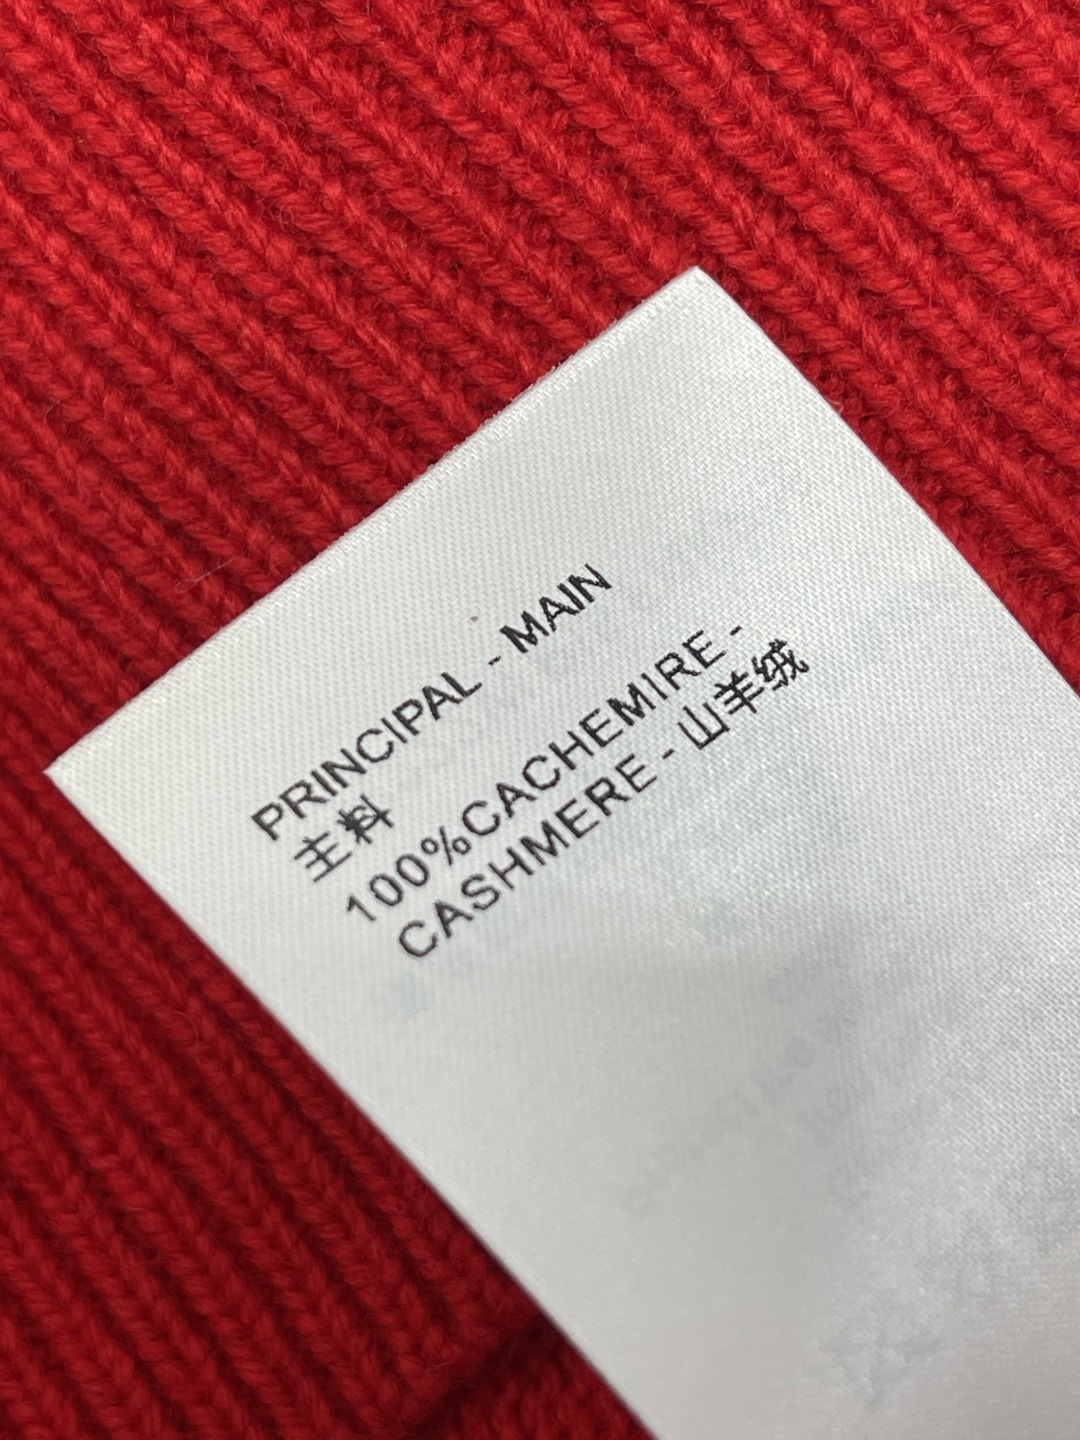 PRINCIPAL - MAIN
主料
100%CACHEMIRE -
CASHMERE - 山羊绒